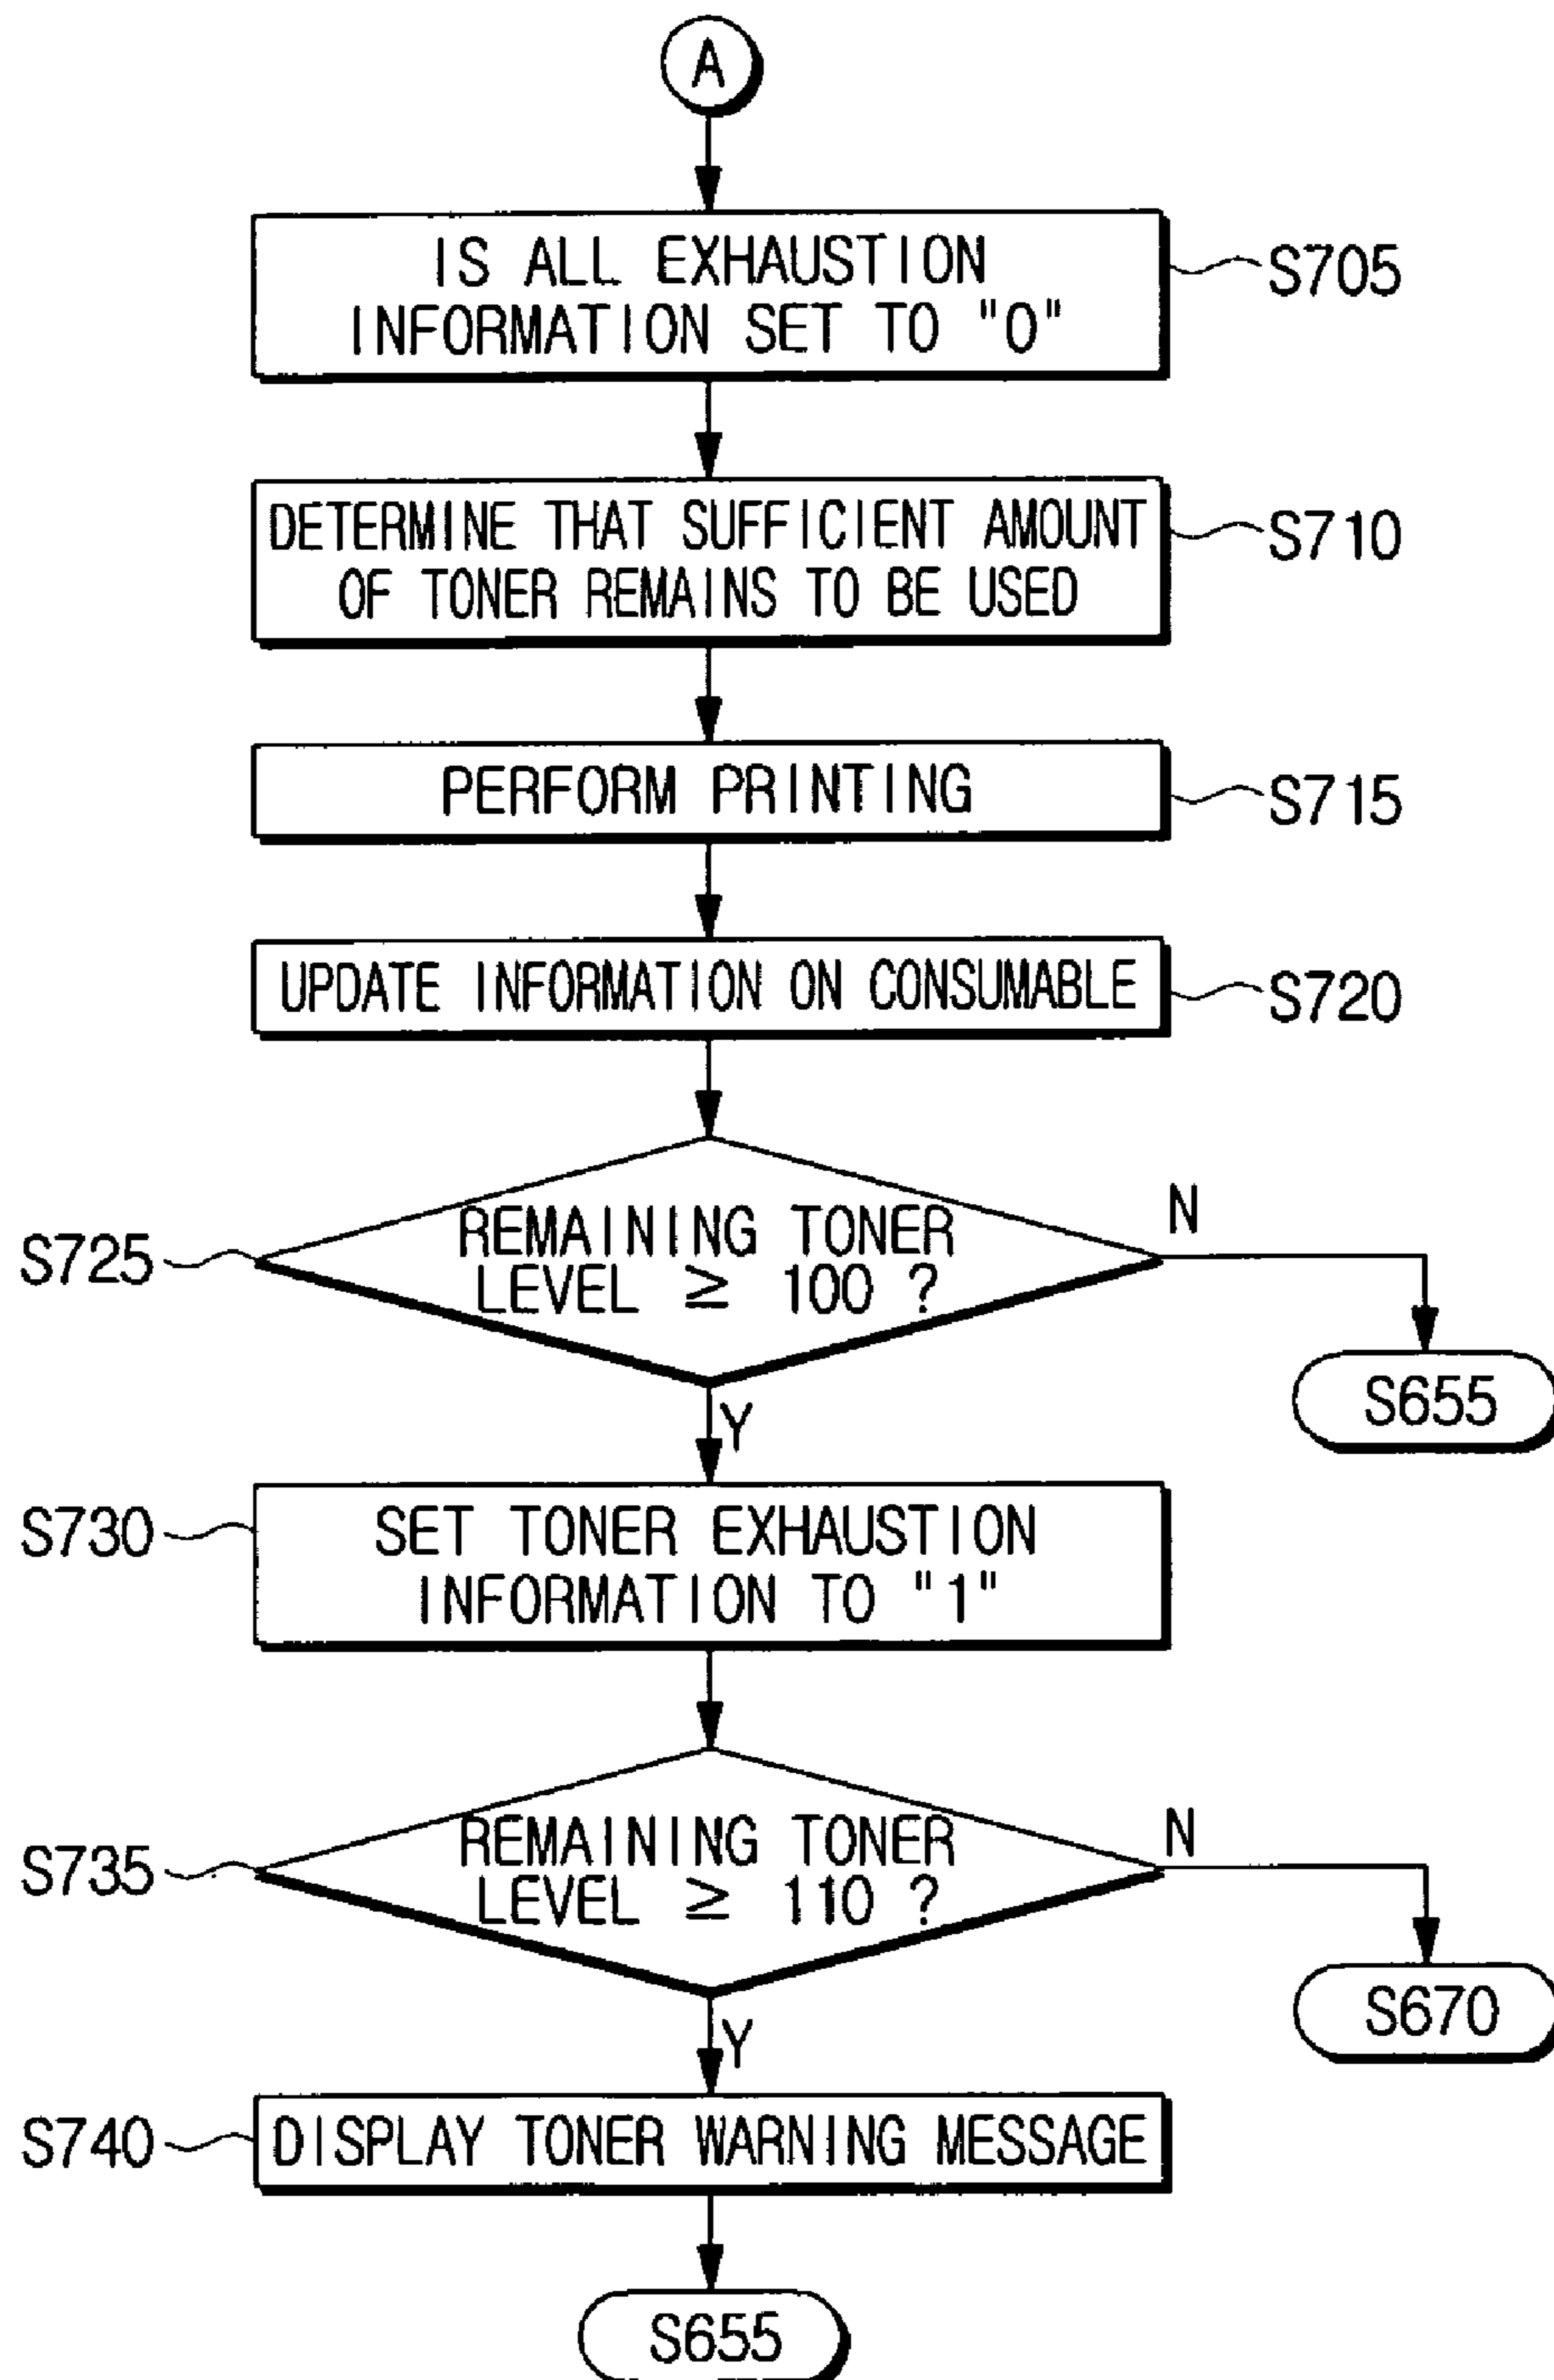 A
IS ALL EXHAUSTION
INFORMATION SET TO "0"
S705
DETERMINE THAT SUFFICIENT AMOUNT
OF TONER REMAINS TO BE USED
S710
PERFORM PRINTING
S715
UPDATE INFORMATION ON CONSUMABLE
S720
S725
REMAINING TONER
LEVEL ≥ 100 ?
N
S655
Y
S730
SET TONER EXHAUSTION
INFORMATION TO "1"
S735
REMAINING TONER
LEVEL ≥ 110 ?
N
S670
Y
S740
DISPLAY TONER WARNING MESSAGE
S655